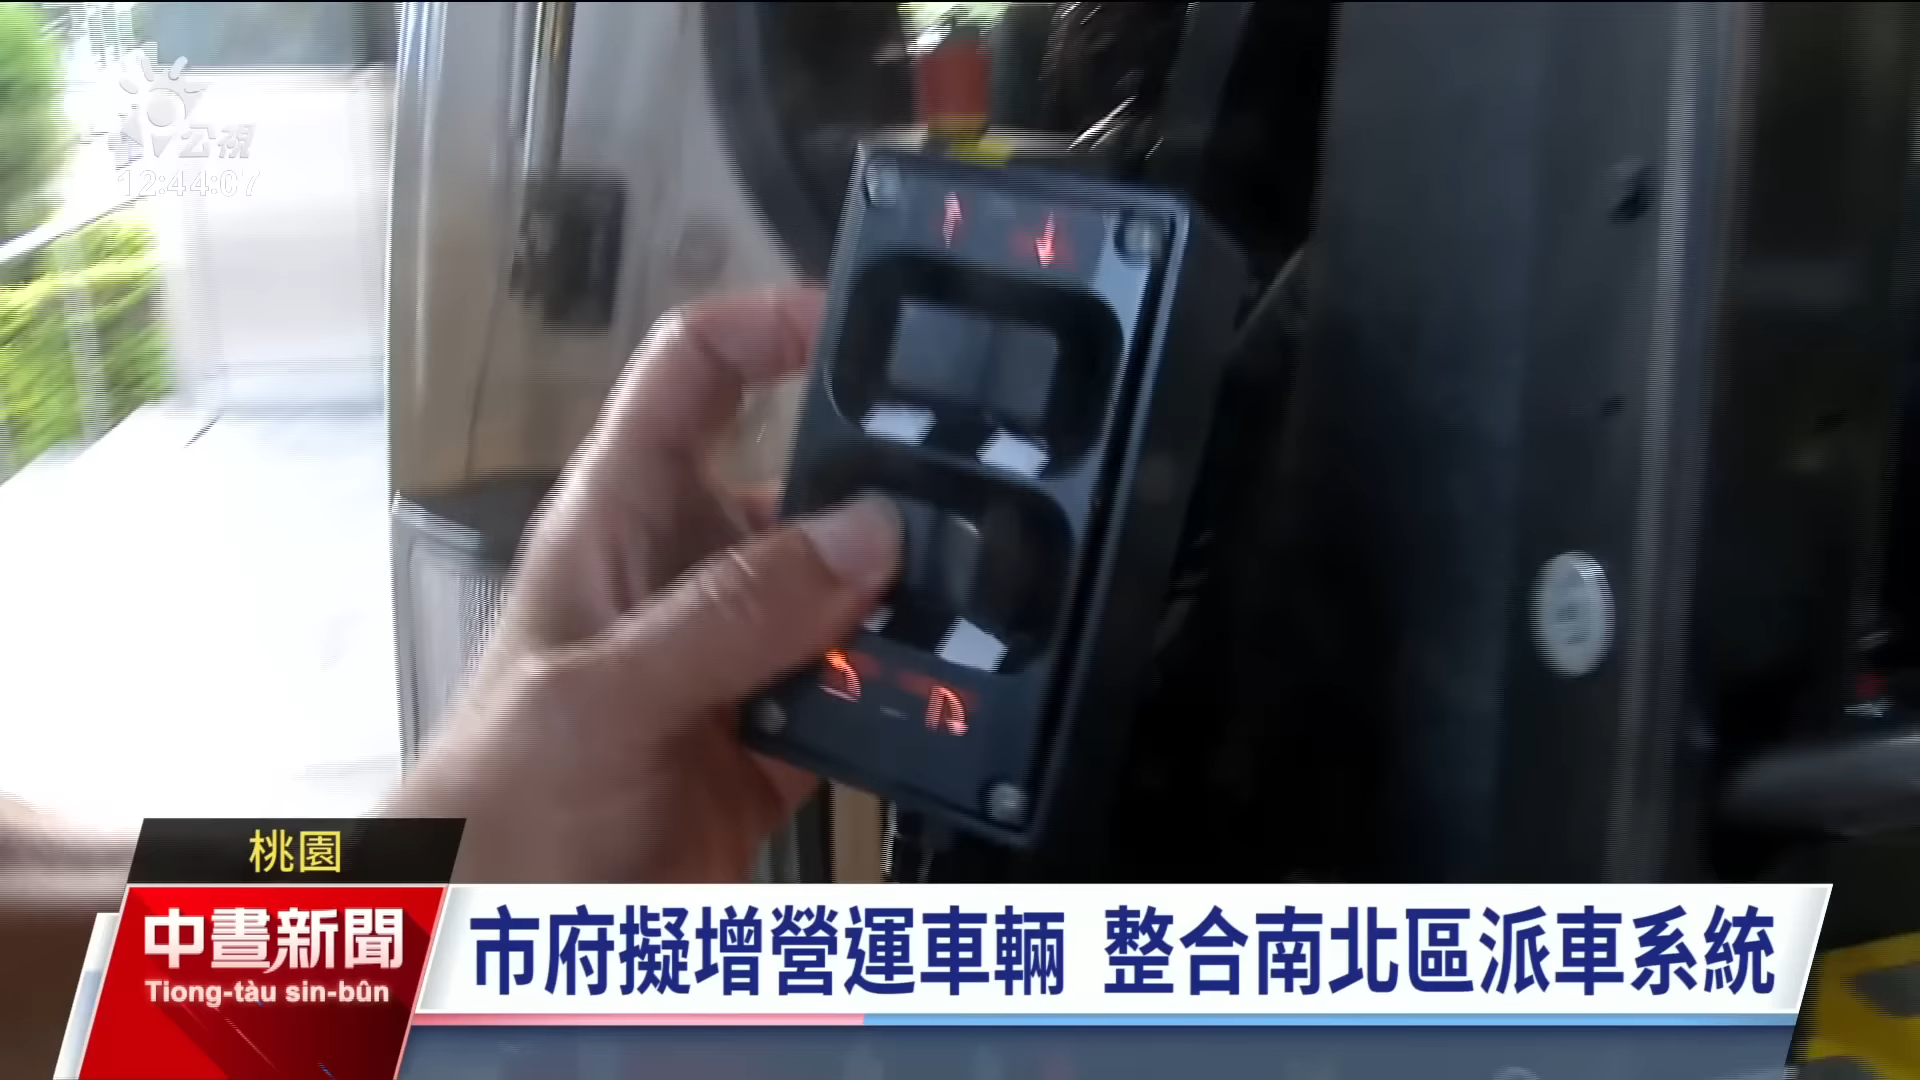 公視
12:44:07
桃園
中晝新聞
Tiong-tàu sin-bûn
市府擬增營運車輛 整合南北區派車系統